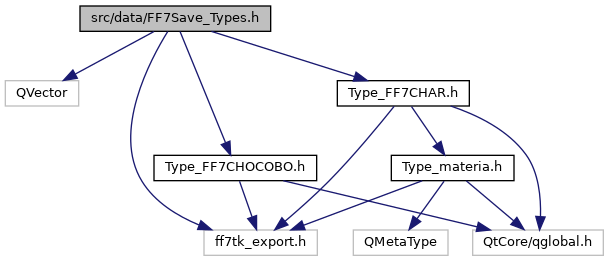 src/data/FF7Save_Types.h
QVector
Type_FF7CHAR.h
Type_FF7CHOCOBO.h
Type_materia.h
ff7tk_export.h
QMetaType
QtCore/qglobal.h